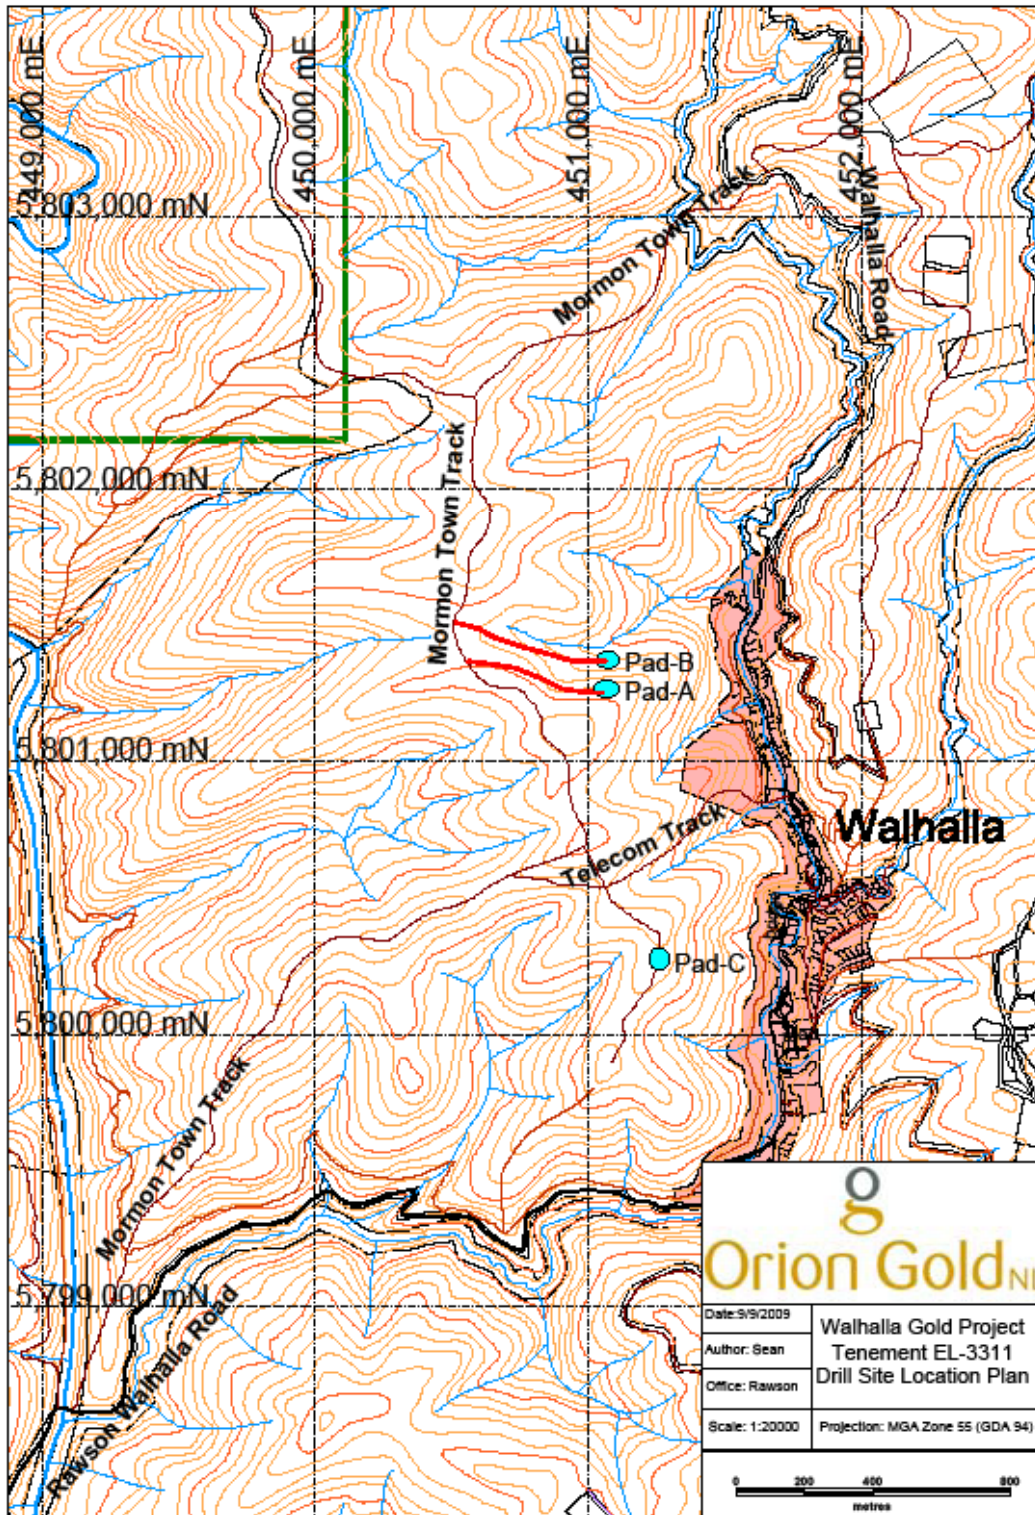 449,000 mE
450,000 mE
451,000 mE
452,000 mE
5,803,000 mN
Mormon Town Track
Walhalla Road
5,802,000 mN
Mormon Town Track
Pad-B
Pad-A
5,801,000 mN
Walhalla
Telecom Track
Pad-C
5,800,000 mN
Mormon Town Track
5,799,000 mN
Rawson Walhalla Road
Orion Gold
Date:9/9/2009
Author: Sean
Office: Rawson
Scale: 1:20000
Walhalla Gold Project
Tenement EL-3311
Drill Site Location Plan
Projection: MGA Zone 55 (GDA 94)
0 200 400 800
metres